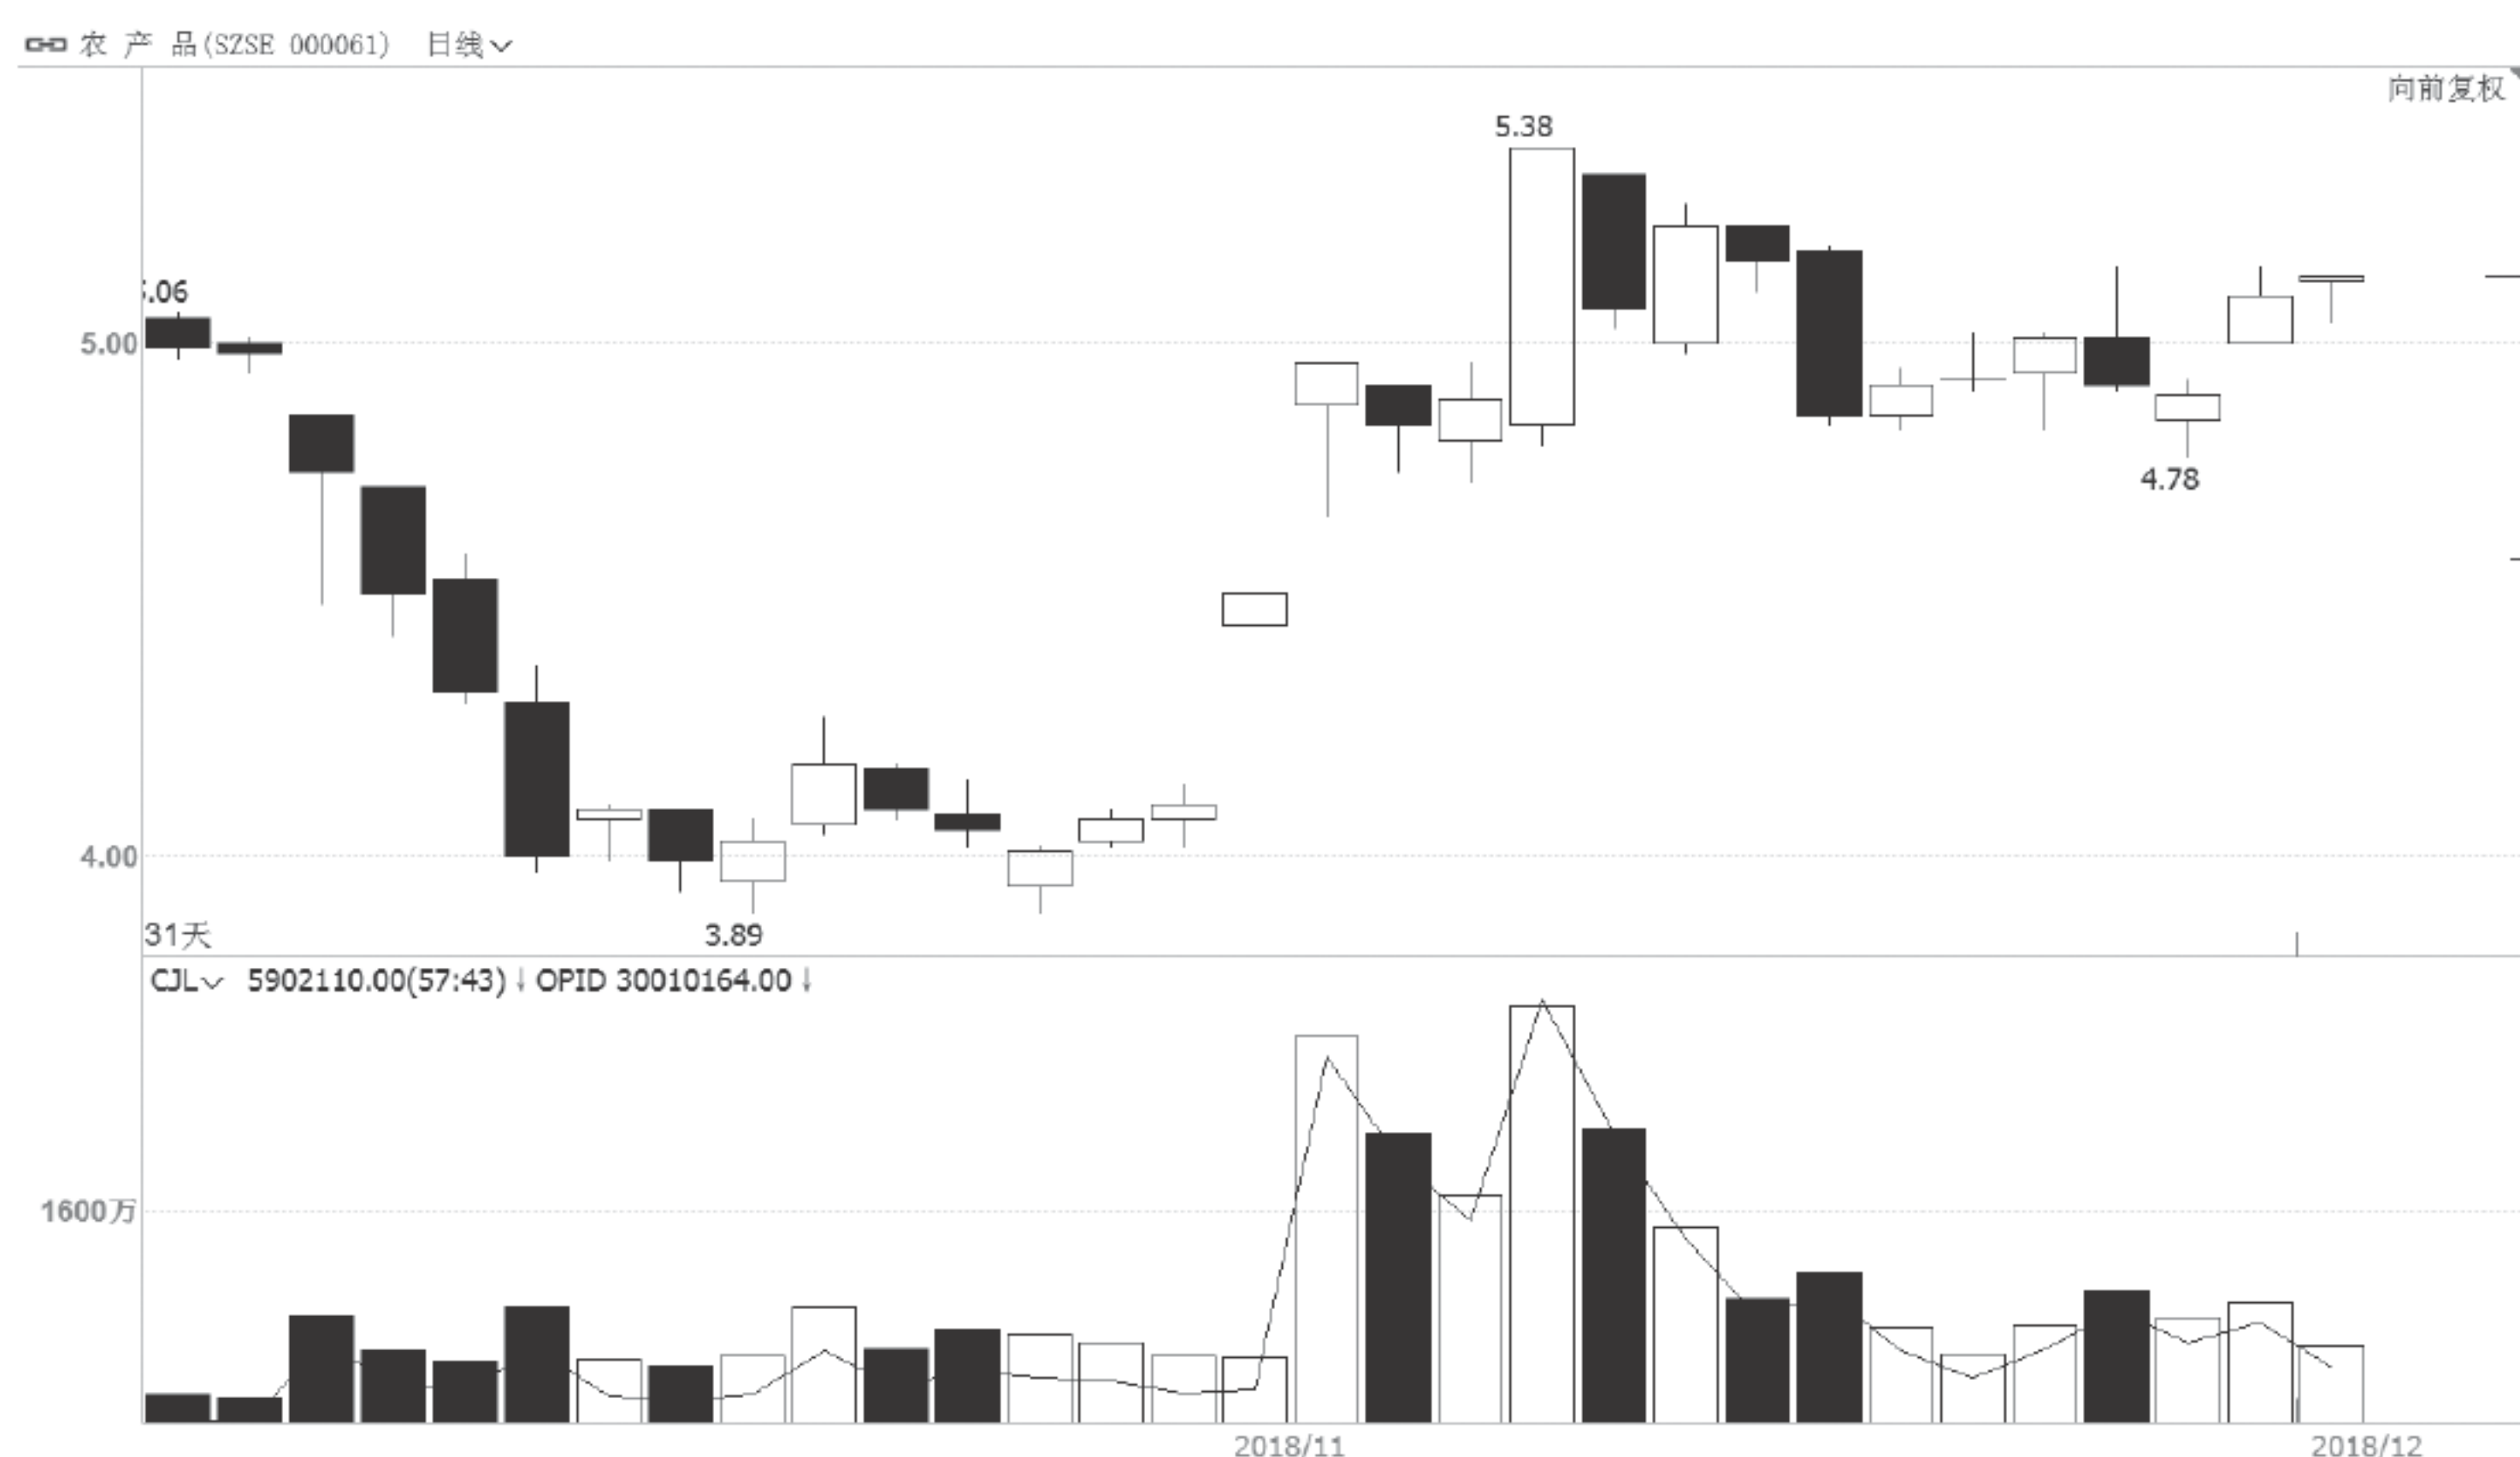 农 产 品(SZSE 000061) 日线
向前复权
5.38
.06
5.00
4.78
4.00
31天
3.89
CJL 5902110.00(57:43)↓ OPID 30010164.00 ↓
1600万
2018/11
2018/12